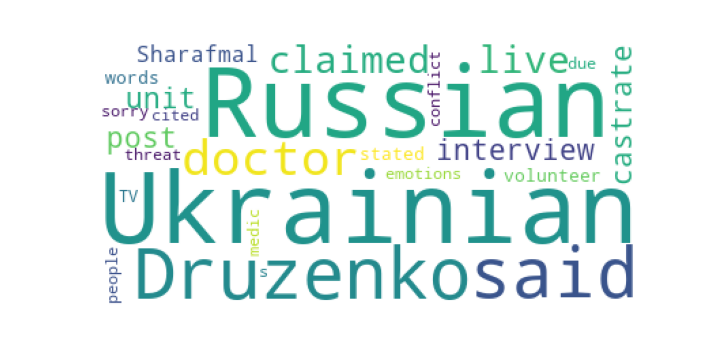 Sharafmal claimed live due
words unit Russian conflict castrate
sorry cited
post doctor stated interview
threat emotions volunteer
Ukrainian
TV medic
people Druzenko s said